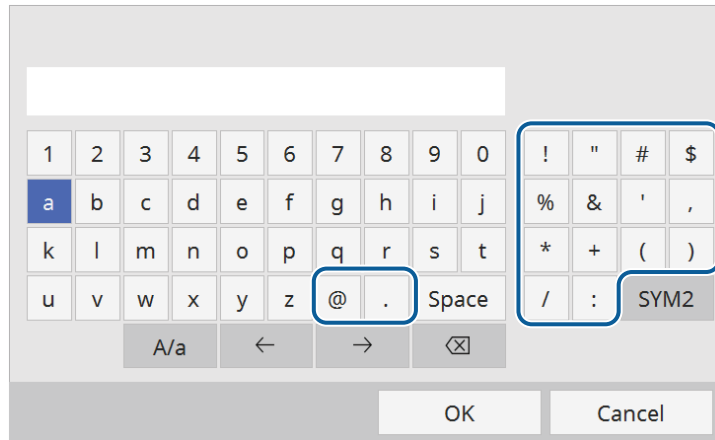 1 2 3 4 5 6 7 8 9 0 ! " # $
a b c d e f g h i j % & ' ,
k l m n o p q r s t * + ( )
u v w x y z @ . Space / : SYM2
A/a ← → ⌫
OK Cancel